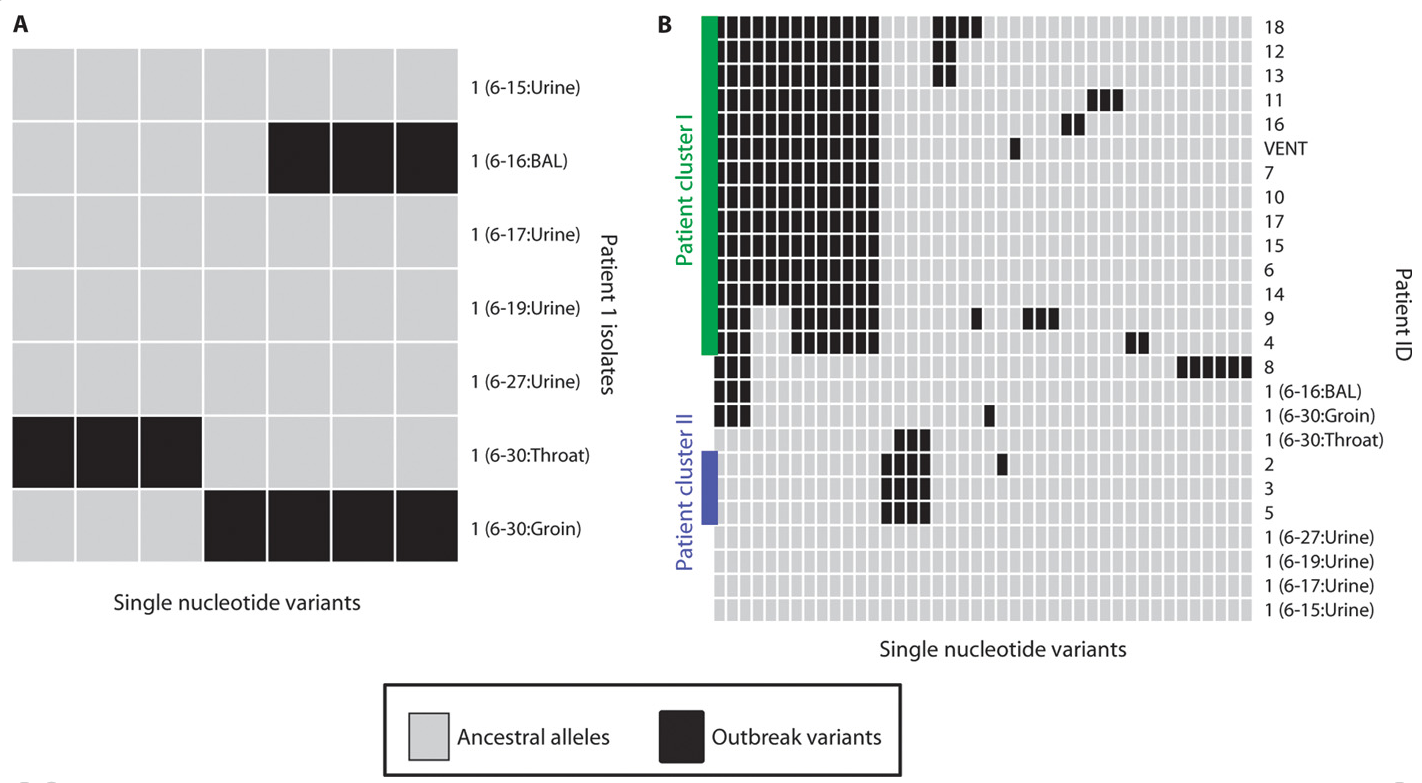 A
1 (6-15:Urine)
1 (6-16:BAL)
1 (6-17:Urine)
1 (6-19:Urine)
1 (6-27:Urine)
1 (6-30:Throat)
1 (6-30:Groin)
Patient 1 isolates
Single nucleotide variants
B
Patient cluster I
Patient cluster II
18
12
13
11
16
VENT
7
10
17
15
6
14
9
4
8
1 (6-16:BAL)
1 (6-30:Groin)
1 (6-30:Throat)
2
3
5
1 (6-27:Urine)
1 (6-19:Urine)
1 (6-17:Urine)
1 (6-15:Urine)
Patient ID
Single nucleotide variants
Ancestral alleles
Outbreak variants